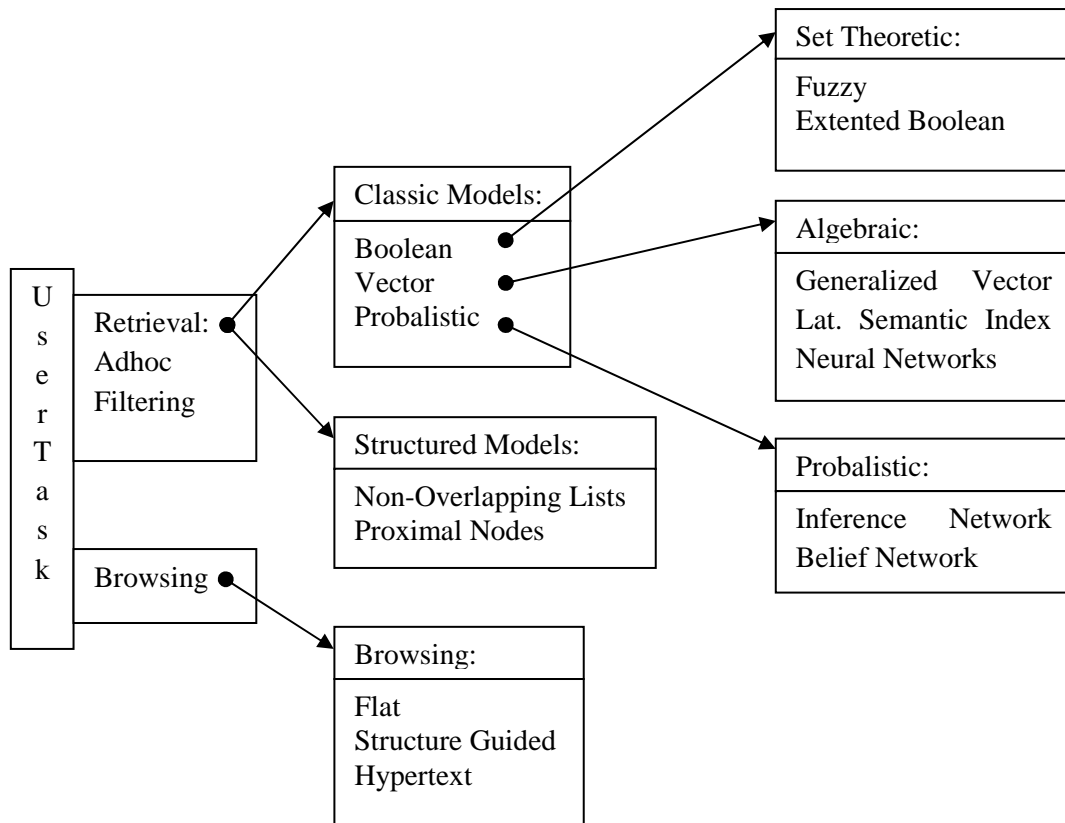 User Task
Retrieval:
Adhoc
Filtering
Browsing
Classic Models:
Boolean
Vector
Probalistic
Structured Models:
Non-Overlapping Lists
Proximal Nodes
Browsing:
Flat
Structure Guided
Hypertext
Set Theoretic:
Fuzzy
Extented Boolean
Algebraic:
Generalized Vector
Lat. Semantic Index
Neural Networks
Probalistic:
Inference Network
Belief Network